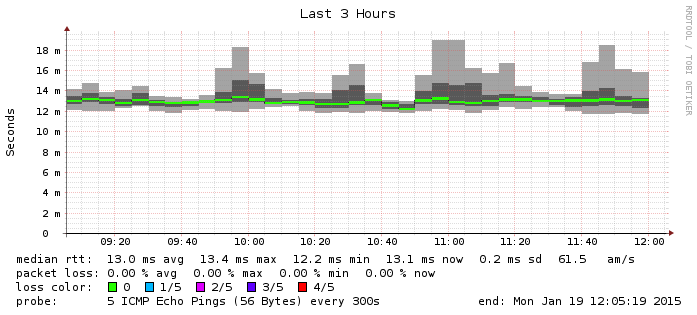 Last 3 Hours
RRDTOOL / TOBI OETIKER
Seconds
18 m
16 m
14 m
12 m
10 m
8 m
6 m
4 m
2 m
0
09:20 09:40 10:00 10:20 10:40 11:00 11:20 11:40 12:00
median rtt: 13.0 ms avg 13.4 ms max 12.2 ms min 13.1 ms now 0.2 ms sd 61.5 am/s
packet loss: 0.00 % avg 0.00 % max 0.00 % min 0.00 % now
loss color: 0 1/5 2/5 3/5 4/5
probe: 5 ICMP Echo Pings (56 Bytes) every 300s end: Mon Jan 19 12:05:19 2015